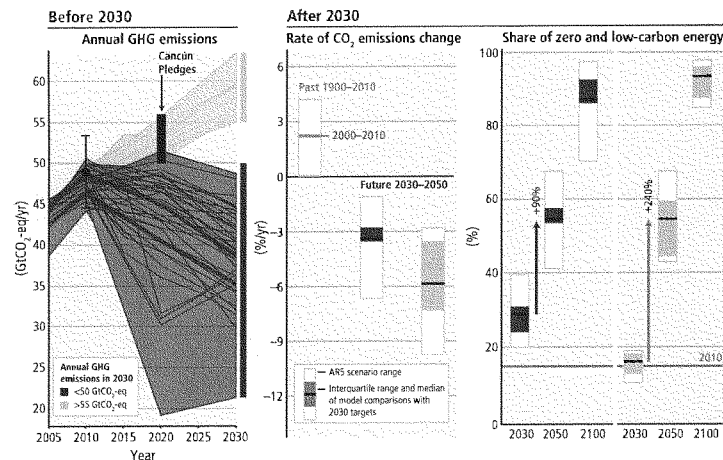 Before 2030
Annual GHG emissions
(GtCO2-eq/yr)
60
55
50
45
40
35
30
25
20
Cancún
Pledges
Annual GHG
emissions in 2030
<50 GtCO2-eq
>55 GtCO2-eq
2005 2010 2015 2020 2025 2030
Year
After 2030
Rate of CO2 emissions change
(%/yr)
6
3
0
−3
−6
−9
−12
Past 1900–2010
2000–2010
Future 2030–2050
AR5 scenario range
Interquartile range and median
of model comparisons with
2030 targets
Share of zero and low-carbon energy
(%)
100
80
60
40
20
0
+90%
+240%
2010
2030 2050 2100 2030 2050 2100